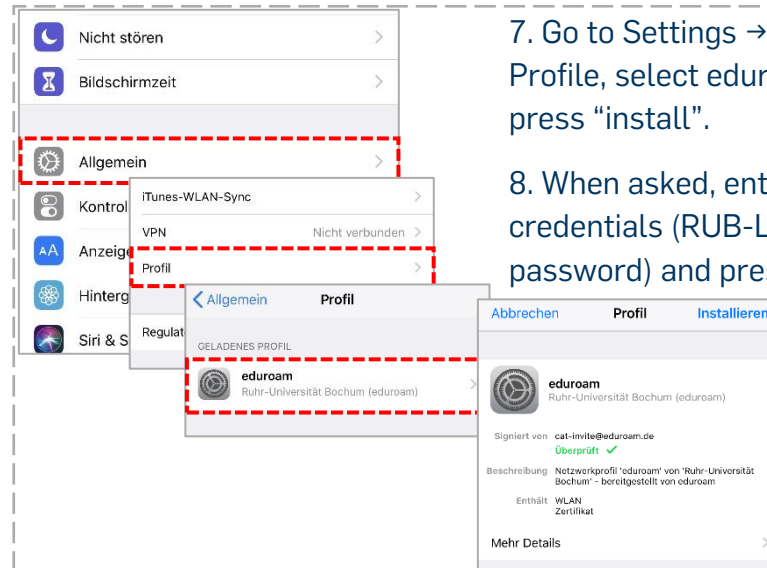 Nicht stören
Bildschirmzeit
Allgemein
Kontrol
AA Anzeige
Hinterg
Siri & S
iTunes-WLAN-Sync
VPN Nicht verbunden
Profil
Regulat
Allgemein Profil
GELADENES PROFIL
eduroam
Ruhr-Universität Bochum (eduroam)
7. Go to Settings →
Profile, select edur
press “install”.
8. When asked, ent
credentials (RUB-L
password) and pres
Abbrechen Profil Installieren
eduroam
Ruhr-Universität Bochum (eduroam)
Signiert von cat-invite@eduroam.de
Überprüft ✓
Beschreibung Netzwerkprofil 'eduroam' von 'Ruhr-Universität
Bochum' - bereitgestellt von eduroam
Enthält WLAN
Zertifikat
Mehr Details